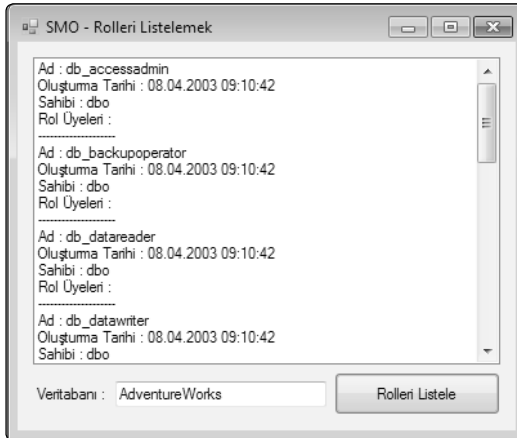 SMO - Rolleri Listelemek
Ad : db_accessadmin
Oluşturma Tarihi : 08.04.2003 09:10:42
Sahibi : dbo
Rol Üyeleri :
--------------------
Ad : db_backupoperator
Oluşturma Tarihi : 08.04.2003 09:10:42
Sahibi : dbo
Rol Üyeleri :
--------------------
Ad : db_datareader
Oluşturma Tarihi : 08.04.2003 09:10:42
Sahibi : dbo
Rol Üyeleri :
--------------------
Ad : db_datawriter
Oluşturma Tarihi : 08.04.2003 09:10:42
Sahibi : dbo
Veritabanı : AdventureWorks Rolleri Listele